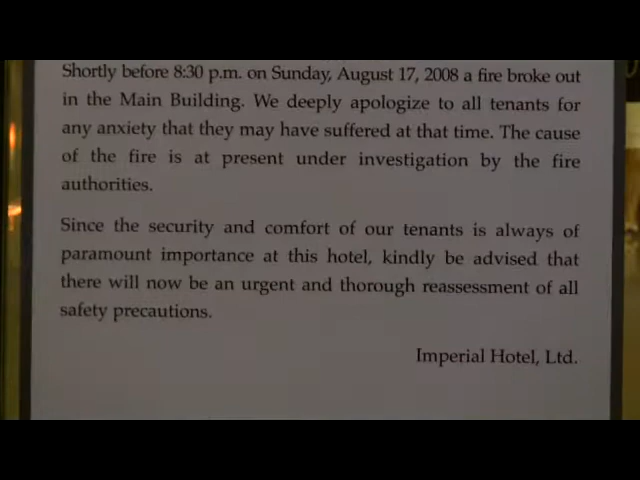 Shortly before 8:30 p.m. on Sunday, August 17, 2008 a fire broke out
in the Main Building. We deeply apologize to all tenants for
any anxiety that they may have suffered at that time. The cause
of the fire is at present under investigation by the fire
authorities.
Since the security and comfort of our tenants is always of
paramount importance at this hotel, kindly be advised that
there will now be an urgent and thorough reassessment of all
safety precautions.
Imperial Hotel, Ltd.